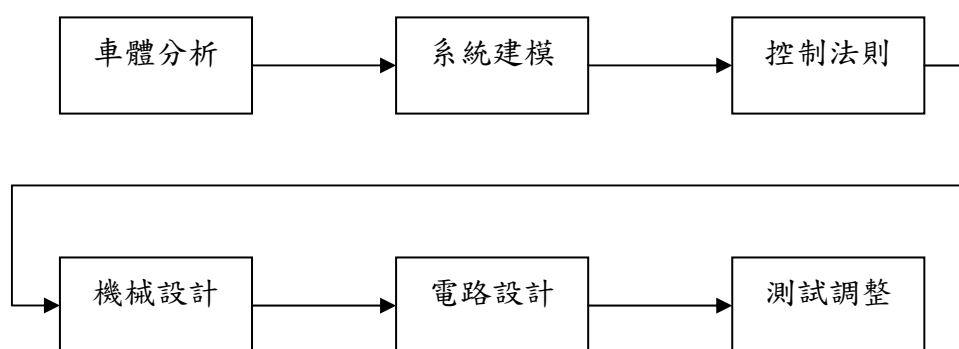 車體分析
系統建模
控制法則
機械設計
電路設計
測試調整